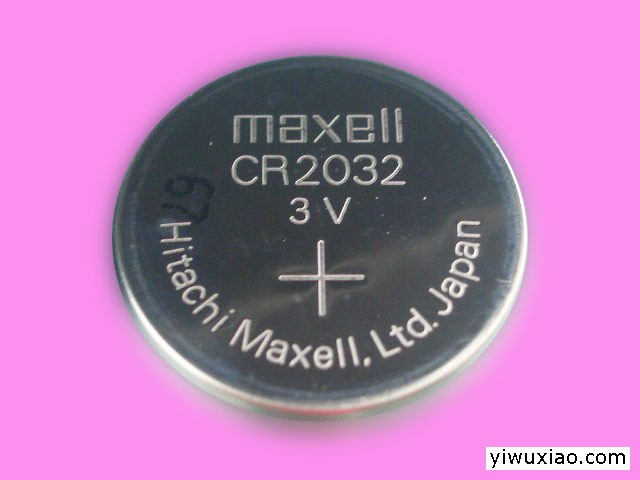 maxell
CR2032
3 V
+
Hitachi Maxell, Ltd. Japan
yiwuxiao.com